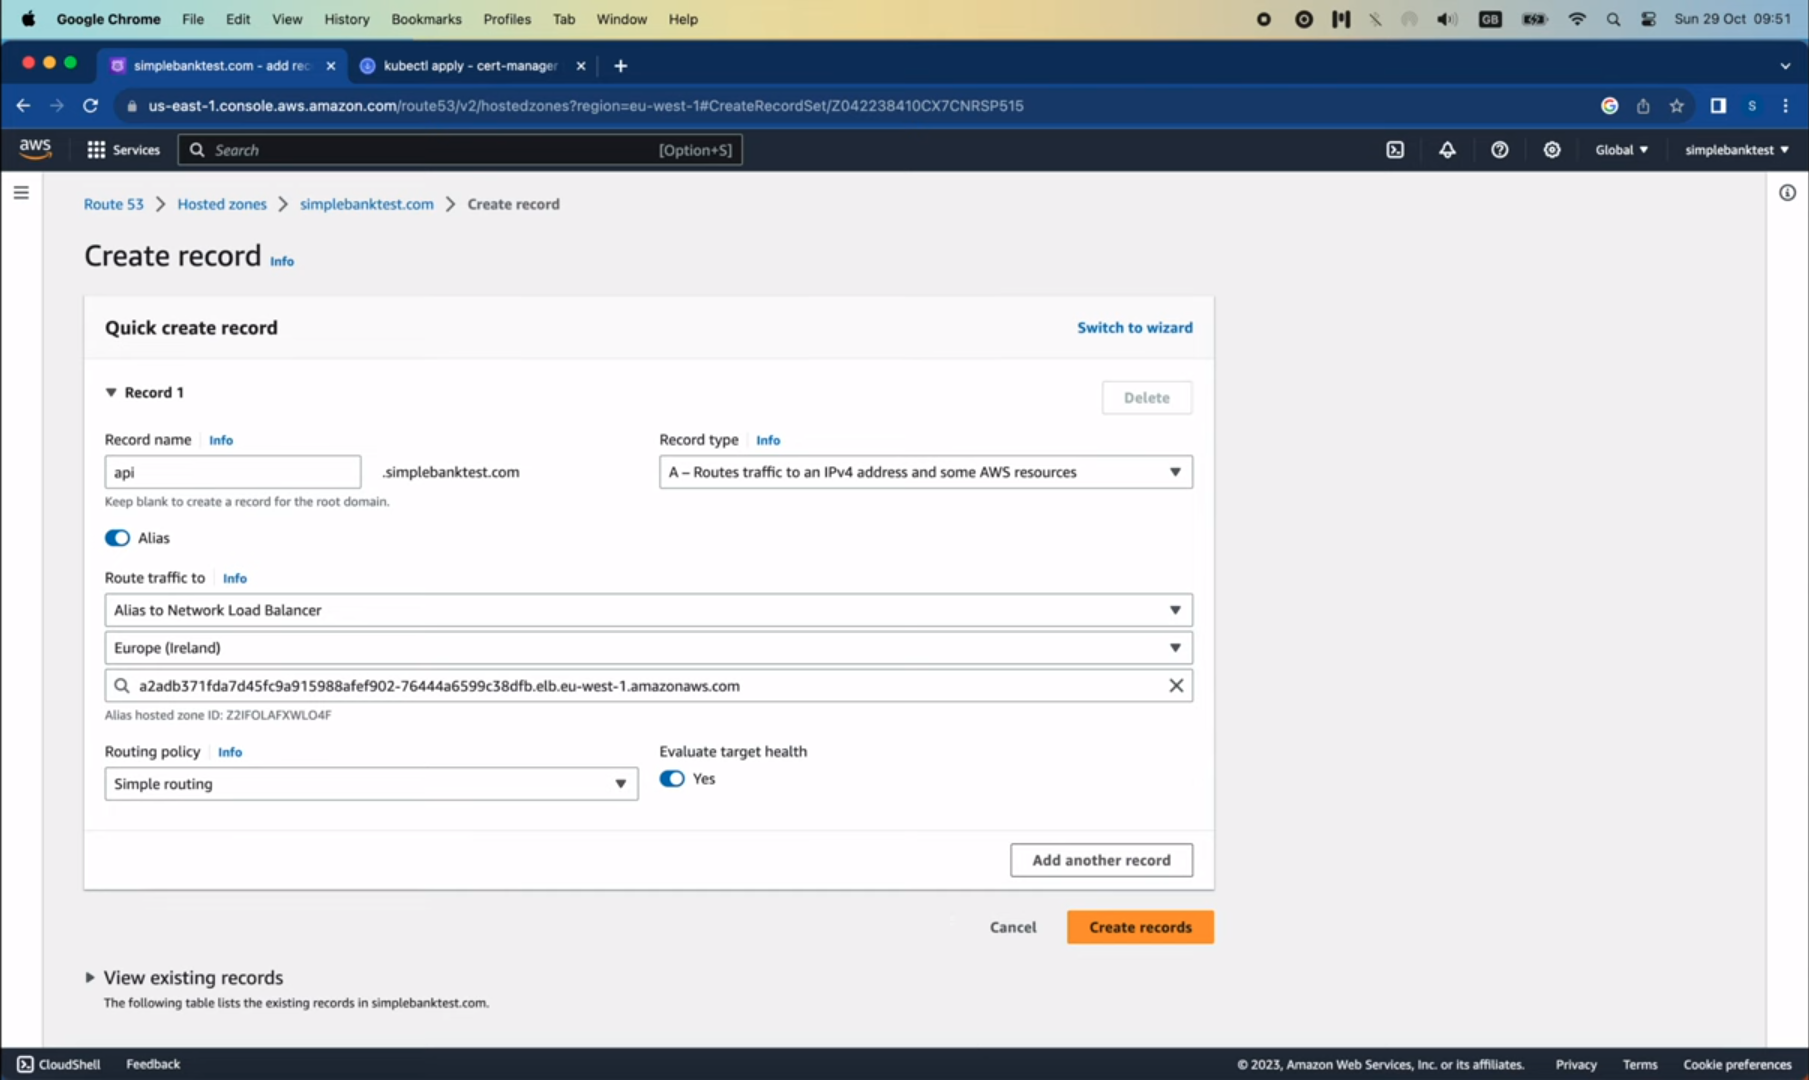 Google Chrome File Edit View History Bookmarks Profiles Tab Window Help GB Sun 29 Oct 09:51
simplebanktest.com - add rec kubectl apply - cert-manager
us-east-1.console.aws.amazon.com/route53/v2/hostedzones?region=eu-west-1#CreateRecordSet/Z042238410CX7CNRSP515 S
aws Services Search [Option+S] Global simplebanktest
Route 53 Hosted zones simplebanktest.com Create record
Create record Info
Quick create record Switch to wizard
Record 1 Delete
Record name Info Record type Info
api .simplebanktest.com A – Routes traffic to an IPv4 address and some AWS resources
Keep blank to create a record for the root domain.
Alias
Route traffic to Info
Alias to Network Load Balancer
Europe (Ireland)
a2adb371fda7d45fc9a915988afef902-76444a6599c38dfb.elb.eu-west-1.amazonaws.com
Alias hosted zone ID: Z2IFOLAFXWLO4F
Routing policy Info Evaluate target health
Simple routing Yes
Add another record
Cancel Create records
View existing records
The following table lists the existing records in simplebanktest.com.
CloudShell Feedback © 2023, Amazon Web Services, Inc. or its affiliates. Privacy Terms Cookie preferences